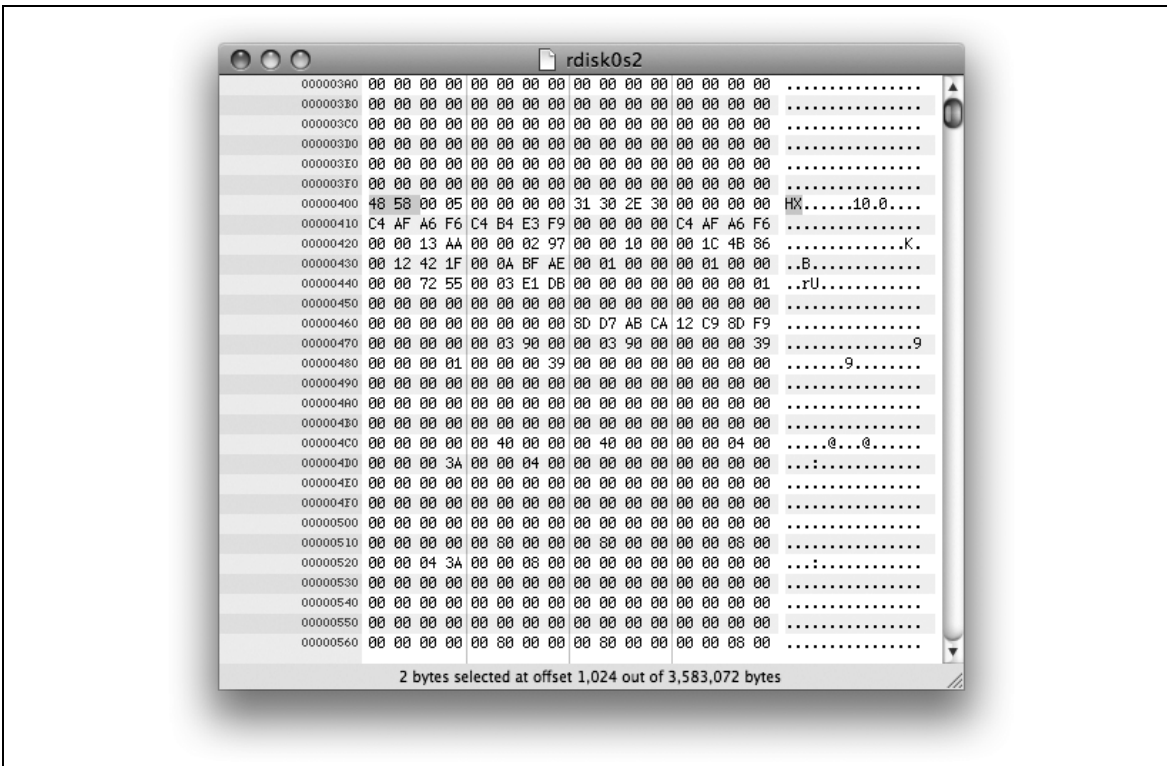 rdisk0s2
000003A0 00 00 00 00 00 00 00 00 00 00 00 00 00 00 00 00 ................
000003B0 00 00 00 00 00 00 00 00 00 00 00 00 00 00 00 00 ................
000003C0 00 00 00 00 00 00 00 00 00 00 00 00 00 00 00 00 ................
000003D0 00 00 00 00 00 00 00 00 00 00 00 00 00 00 00 00 ................
000003E0 00 00 00 00 00 00 00 00 00 00 00 00 00 00 00 00 ................
000003F0 00 00 00 00 00 00 00 00 00 00 00 00 00 00 00 00 ................
00000400 48 58 00 05 00 00 00 00 31 30 2E 30 00 00 00 00 HX......10.0....
00000410 C4 AF A6 F6 C4 B4 E3 F9 00 00 00 00 C4 AF A6 F6 ................
00000420 00 00 13 AA 00 00 02 97 00 00 10 00 00 1C 4B 86 ..............K.
00000430 00 12 42 1F 00 0A BF AE 00 01 00 00 00 01 00 00 ..B.............
00000440 00 00 72 55 00 03 E1 DB 00 00 00 00 00 00 00 01 ..rU............
00000450 00 00 00 00 00 00 00 00 00 00 00 00 00 00 00 00 ................
00000460 00 00 00 00 00 00 00 00 8D D7 AB CA 12 C9 8D F9 ................
00000470 00 00 00 00 00 03 90 00 00 03 90 00 00 00 00 39 ...............9
00000480 00 00 00 01 00 00 00 39 00 00 00 00 00 00 00 00 .......9........
00000490 00 00 00 00 00 00 00 00 00 00 00 00 00 00 00 00 ................
000004A0 00 00 00 00 00 00 00 00 00 00 00 00 00 00 00 00 ................
000004B0 00 00 00 00 00 00 00 00 00 00 00 00 00 00 00 00 ................
000004C0 00 00 00 00 00 40 00 00 00 40 00 00 00 00 04 00 .....@...@......
000004D0 00 00 00 3A 00 00 04 00 00 00 00 00 00 00 00 00 ...:............
000004E0 00 00 00 00 00 00 00 00 00 00 00 00 00 00 00 00 ................
000004F0 00 00 00 00 00 00 00 00 00 00 00 00 00 00 00 00 ................
00000500 00 00 00 00 00 00 00 00 00 00 00 00 00 00 00 00 ................
00000510 00 00 00 00 00 80 00 00 00 80 00 00 00 00 08 00 ................
00000520 00 00 04 3A 00 00 08 00 00 00 00 00 00 00 00 00 ...:............
00000530 00 00 00 00 00 00 00 00 00 00 00 00 00 00 00 00 ................
00000540 00 00 00 00 00 00 00 00 00 00 00 00 00 00 00 00 ................
00000550 00 00 00 00 00 00 00 00 00 00 00 00 00 00 00 00 ................
00000560 00 00 00 00 00 80 00 00 00 80 00 00 00 00 08 00 ................
2 bytes selected at offset 1,024 out of 3,583,072 bytes